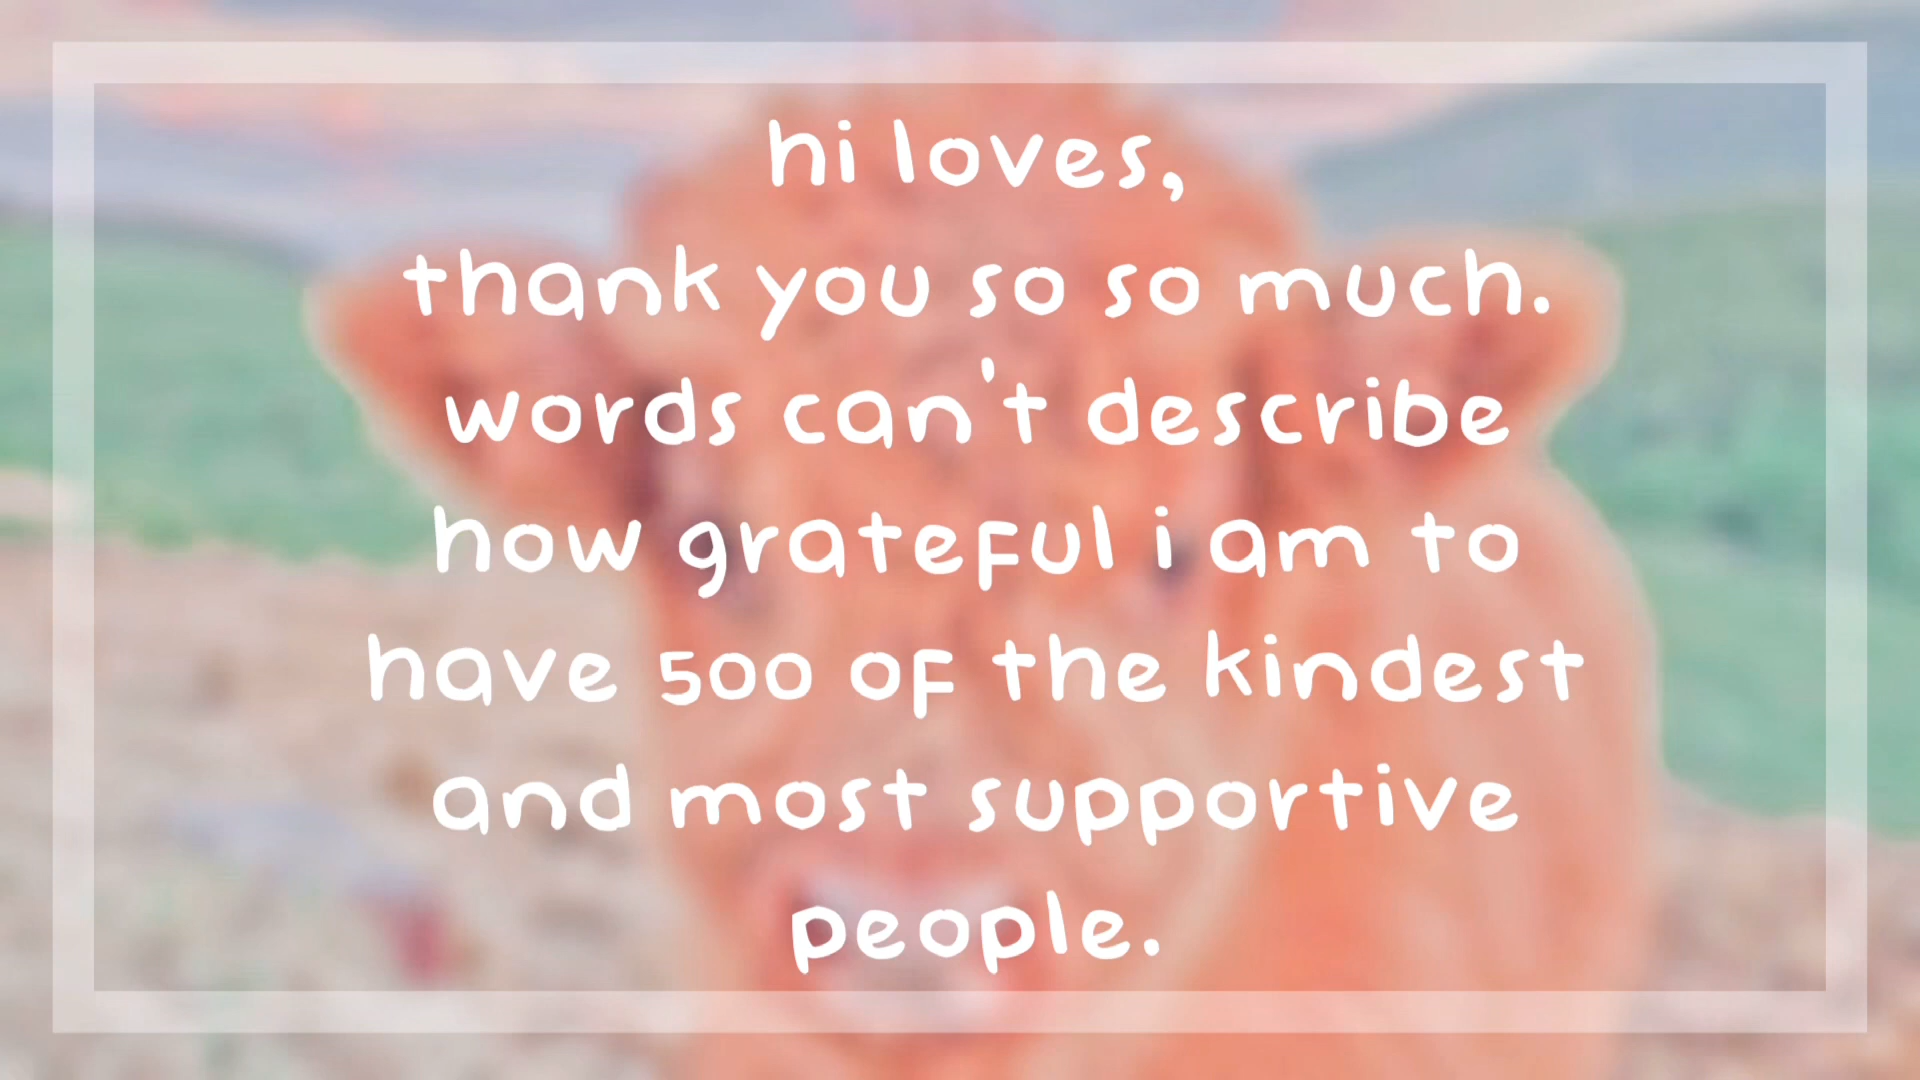 hi loves,
thank you so so much.
words can't describe
how grateful i am to
have 500 of the kindest
and most supportive
people.